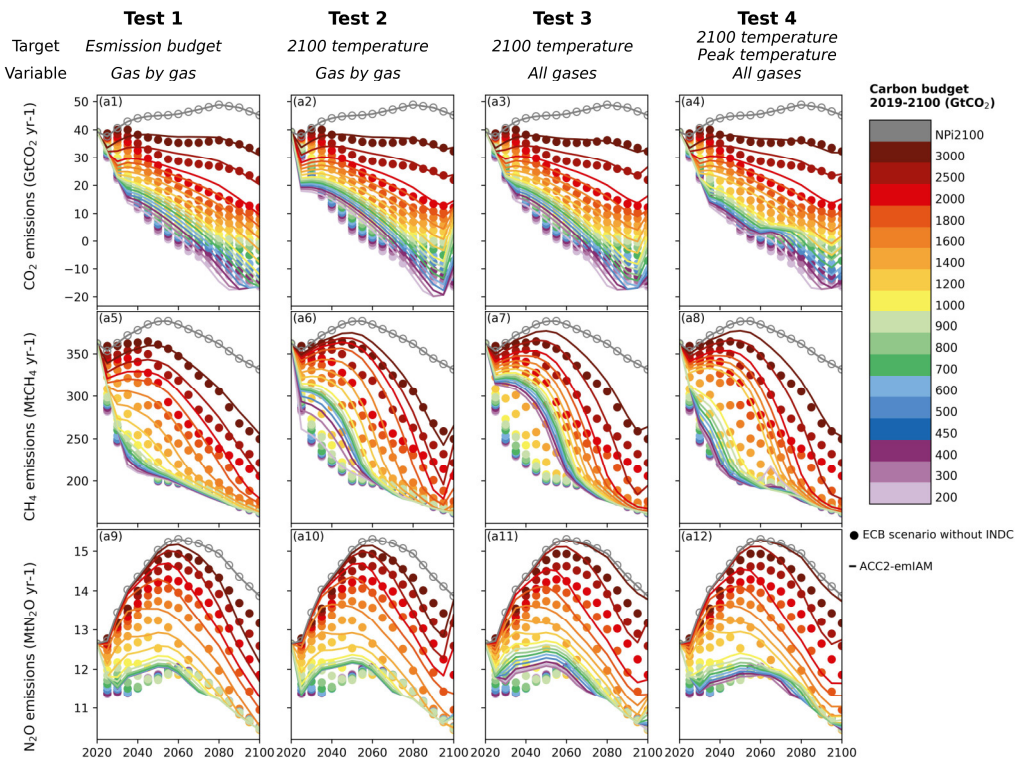 Test 1 Test 2 Test 3 Test 4
Target Esmission budget 2100 temperature 2100 temperature 2100 temperature
Peak temperature
Variable Gas by gas Gas by gas All gases All gases
Carbon budget
2019-2100 (GtCO2)
NPi2100
3000
2500
2000
1800
1600
1400
1200
1000
900
800
700
600
500
450
400
300
200
ECB scenario without INDC
ACC2-emIAM
CO2 emissions (GtCO2 yr-1)
50
40
30
20
10
0
−10
−20
(a1) (a2) (a3) (a4)
CH4 emissions (MtCH4 yr-1)
350
300
250
200
(a5) (a6) (a7) (a8)
N2O emissions (MtN2O yr-1)
15
14
13
12
11
(a9) (a10) (a11) (a12)
2020 2040 2060 2080 2100 2020 2040 2060 2080 2100 2020 2040 2060 2080 2100 2020 2040 2060 2080 2100